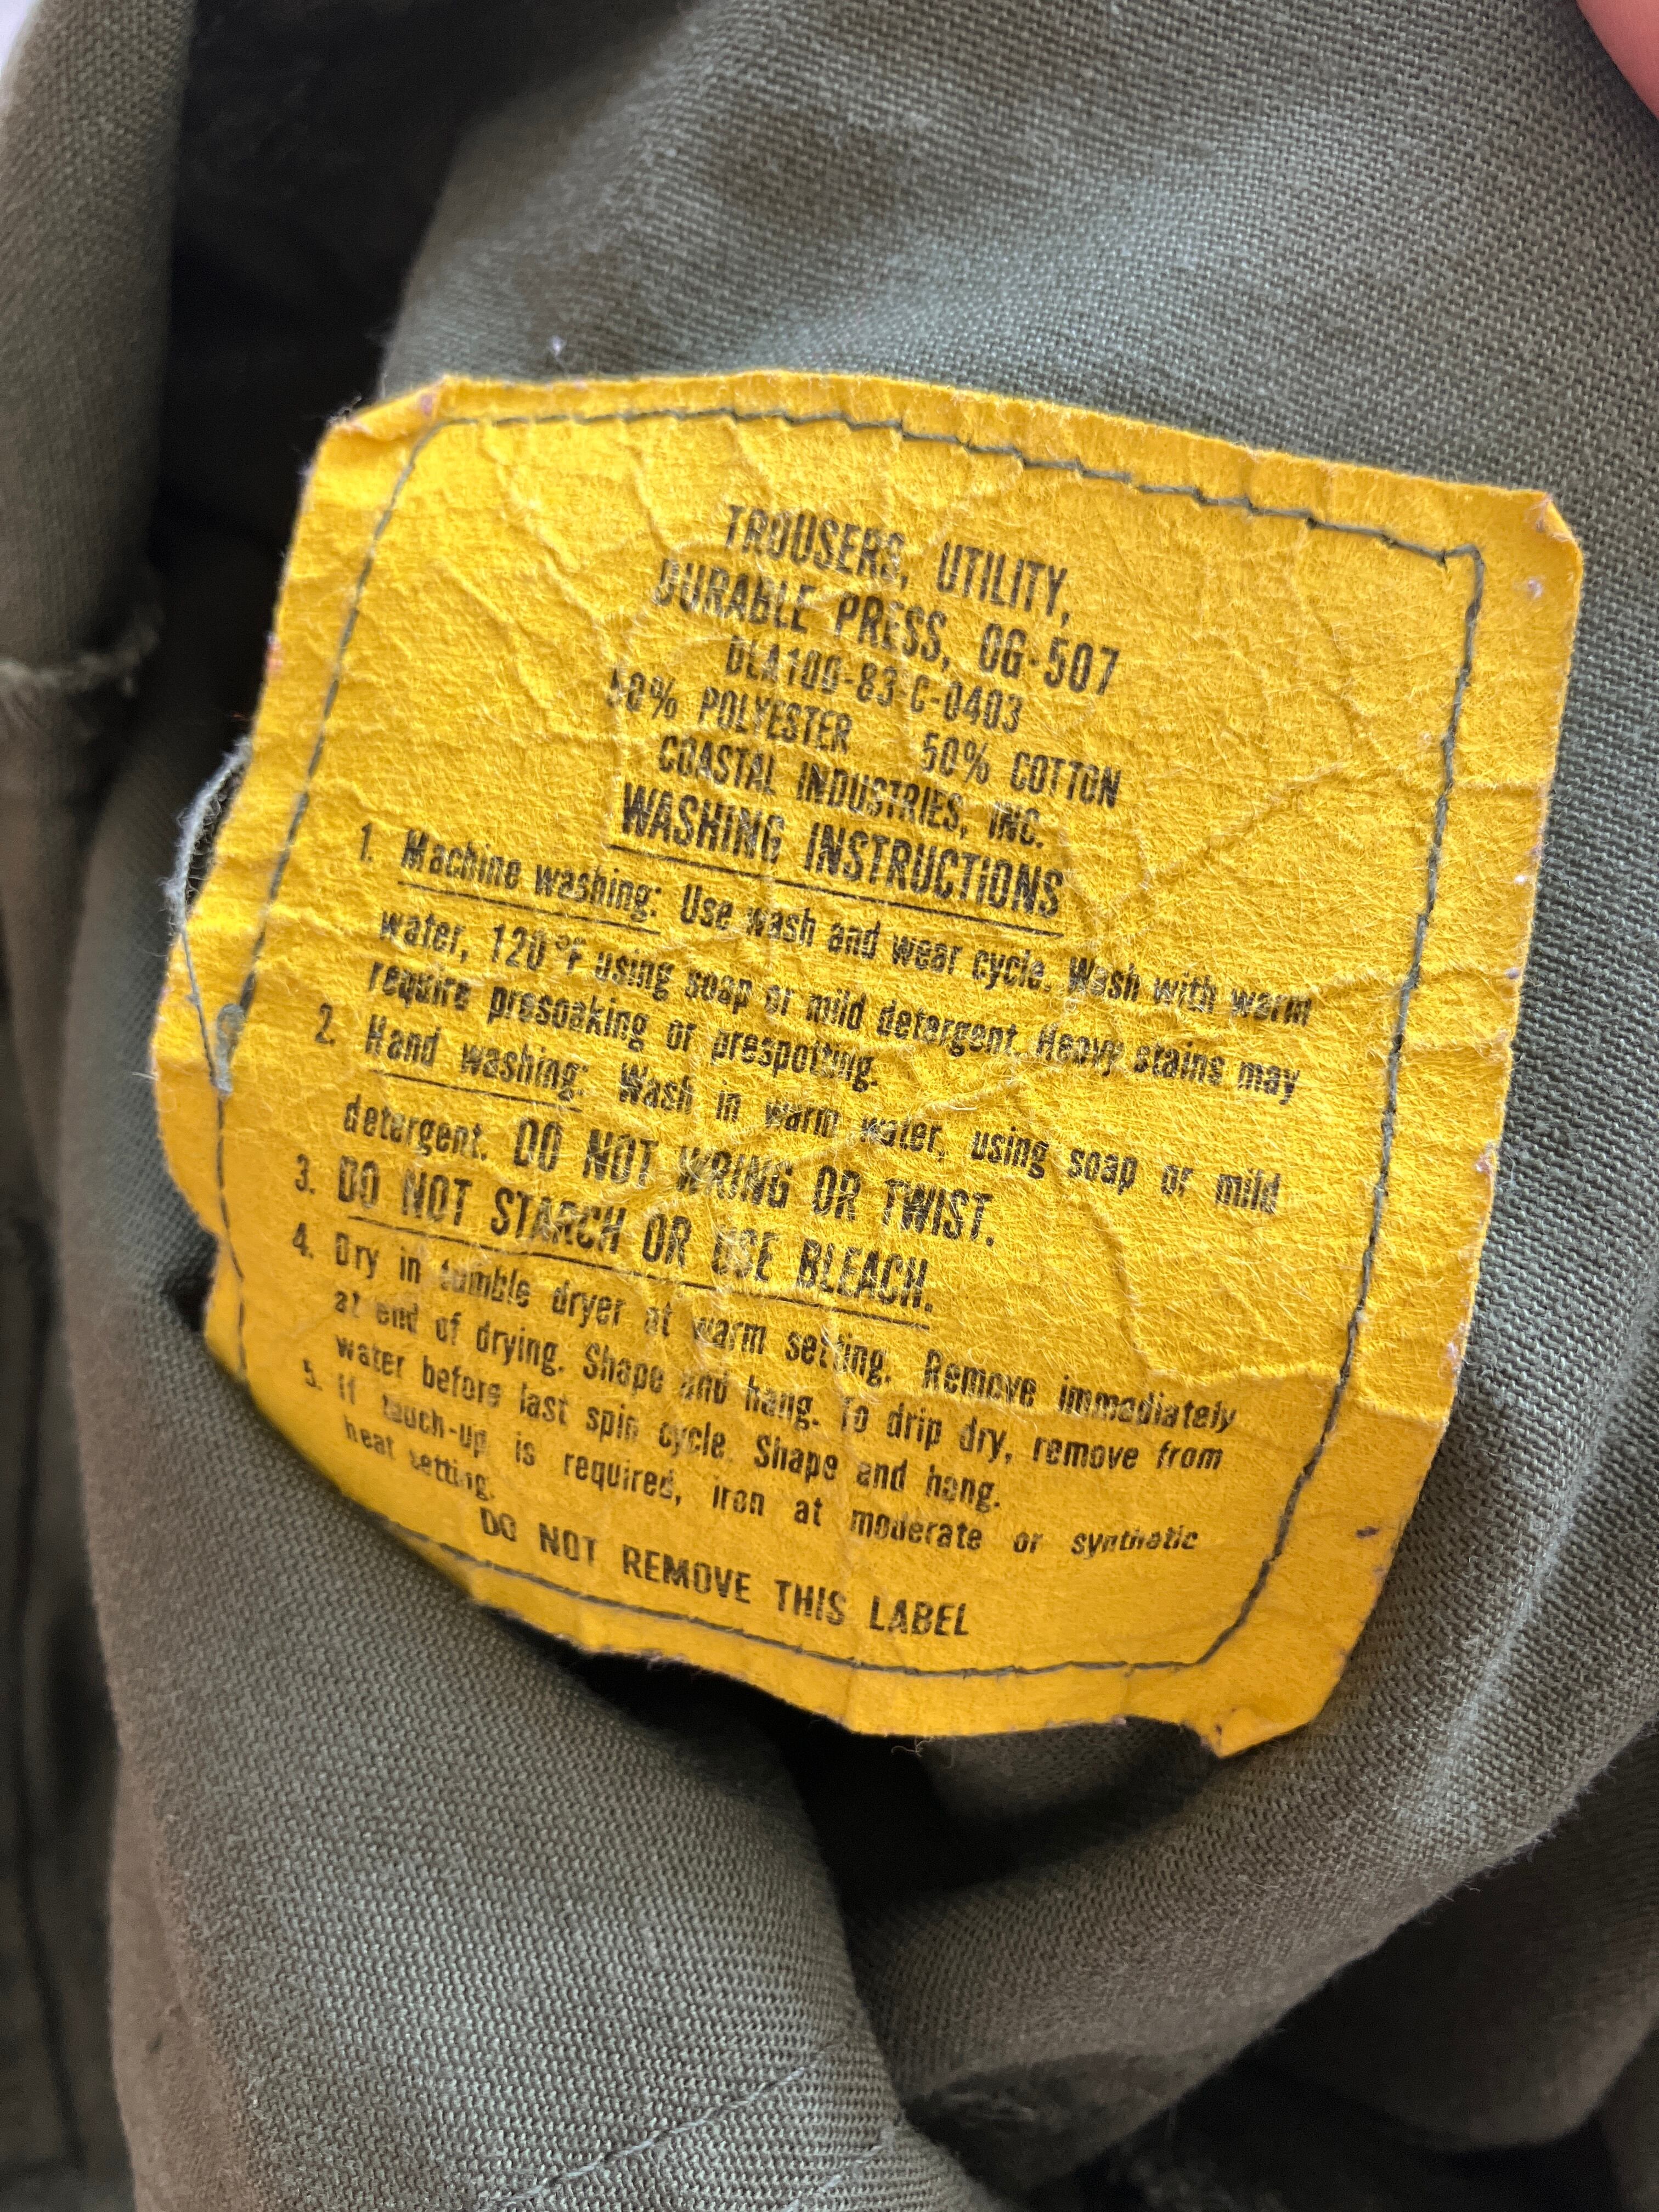 TROUSERS, UTILITY,
DURABLE PRESS, OG-507
DLA100-83-C-0403
50% POLYESTER 50% COTTON
COASTAL INDUSTRIES, INC.
WASHING INSTRUCTIONS
1. Machine washing: Use wash and wear cycle. Wash with warm
water, 120°F using soap or mild detergent. Heavy stains may
require presoaking or prespotting.
2. Hand washing: Wash in warm water, using soap or mild
detergent. DO NOT WRING OR TWIST.
3. DO NOT STARCH OR USE BLEACH.
4. Dry in tumble dryer at warm setting. Remove immediately
at end of drying. Shape and hang. To drip dry, remove from
water before last spin cycle. Shape and hang.
5. If touch-up is required, iron at moderate or synthetic
heat setting.
DO NOT REMOVE THIS LABEL